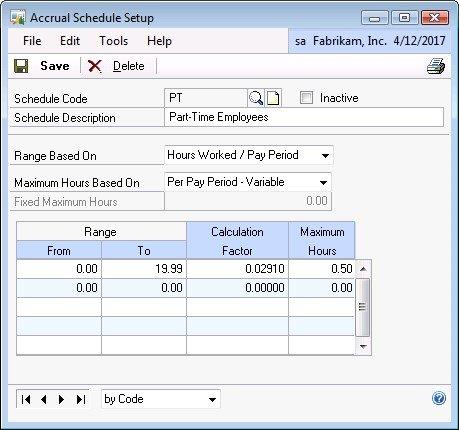 Accrual Schedule Setup
File Edit Tools Help sa Fabrikam, Inc. 4/12/2017
Save Delete
Schedule Code PT Inactive
Schedule Description Part-Time Employees
Range Based On Hours Worked / Pay Period
Maximum Hours Based On Per Pay Period - Variable
Fixed Maximum Hours 0.00
Range Calculation Maximum
From To Factor Hours
0.00 19.99 0.02910 0.50
0.00 0.00 0.00000 0.00
by Code